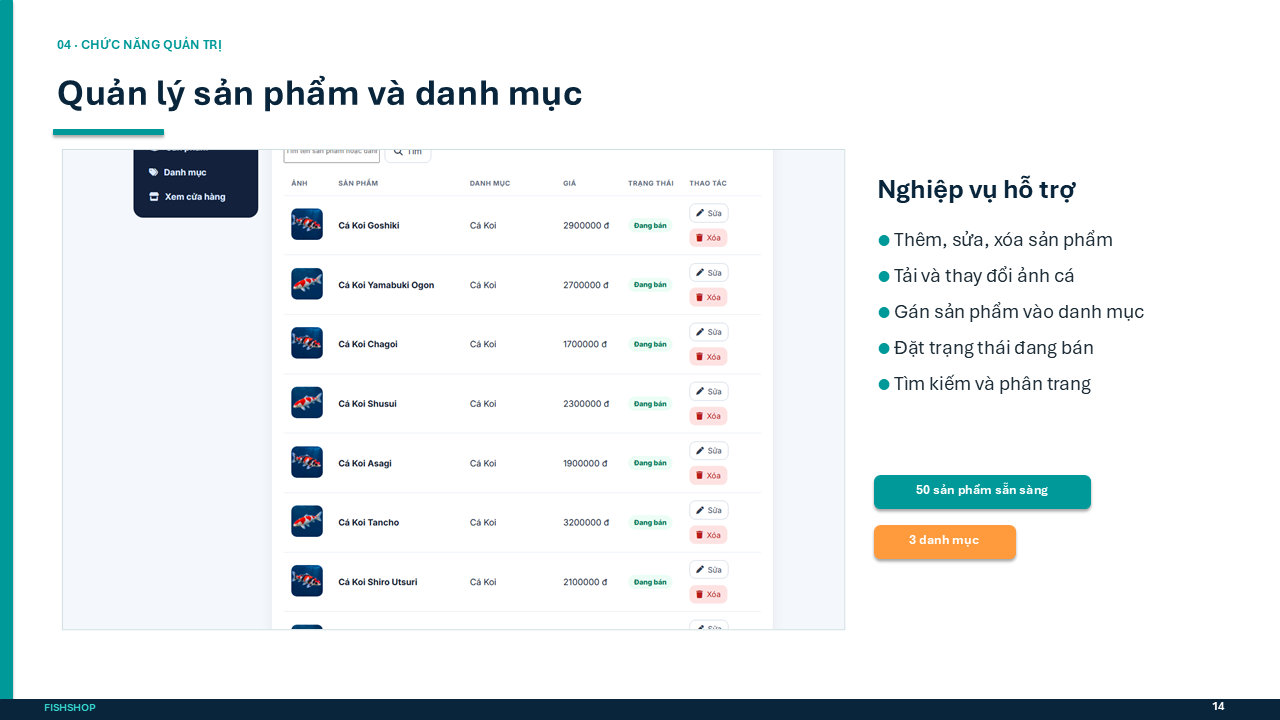 04 · CHỨC NĂNG QUẢN TRỊ
Quản lý sản phẩm và danh mục
Danh mục
Xem cửa hàng
Tìm tên sản phẩm hoặc danh
Tìm
ẢNH SẢN PHẨM DANH MỤC GIÁ TRẠNG THÁI THAO TÁC
Cá Koi Goshiki Cá Koi 2900000 đ Đang bán Sửa
Xóa
Cá Koi Yamabuki Ogon Cá Koi 2700000 đ Đang bán Sửa
Xóa
Cá Koi Chagoi Cá Koi 1700000 đ Đang bán Sửa
Xóa
Cá Koi Shusui Cá Koi 2300000 đ Đang bán Sửa
Xóa
Cá Koi Asagi Cá Koi 1900000 đ Đang bán Sửa
Xóa
Cá Koi Tancho Cá Koi 3200000 đ Đang bán Sửa
Xóa
Cá Koi Shiro Utsuri Cá Koi 2100000 đ Đang bán Sửa
Xóa
Sửa
Nghiệp vụ hỗ trợ
● Thêm, sửa, xóa sản phẩm
● Tải và thay đổi ảnh cá
● Gán sản phẩm vào danh mục
● Đặt trạng thái đang bán
● Tìm kiếm và phân trang
50 sản phẩm sẵn sàng
3 danh mục
FISHSHOP
14